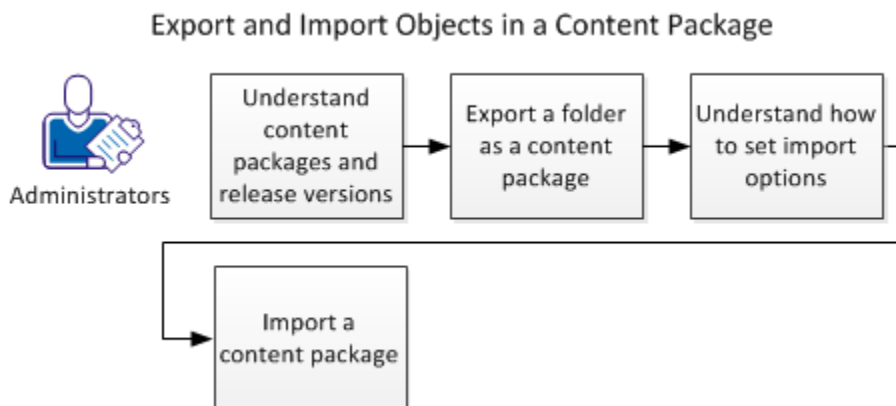 Export and Import Objects in a Content Package
Understand
content
packages and
release versions
Export a folder
as a content
package
Understand how
to set import
options
Administrators
Import a
content package